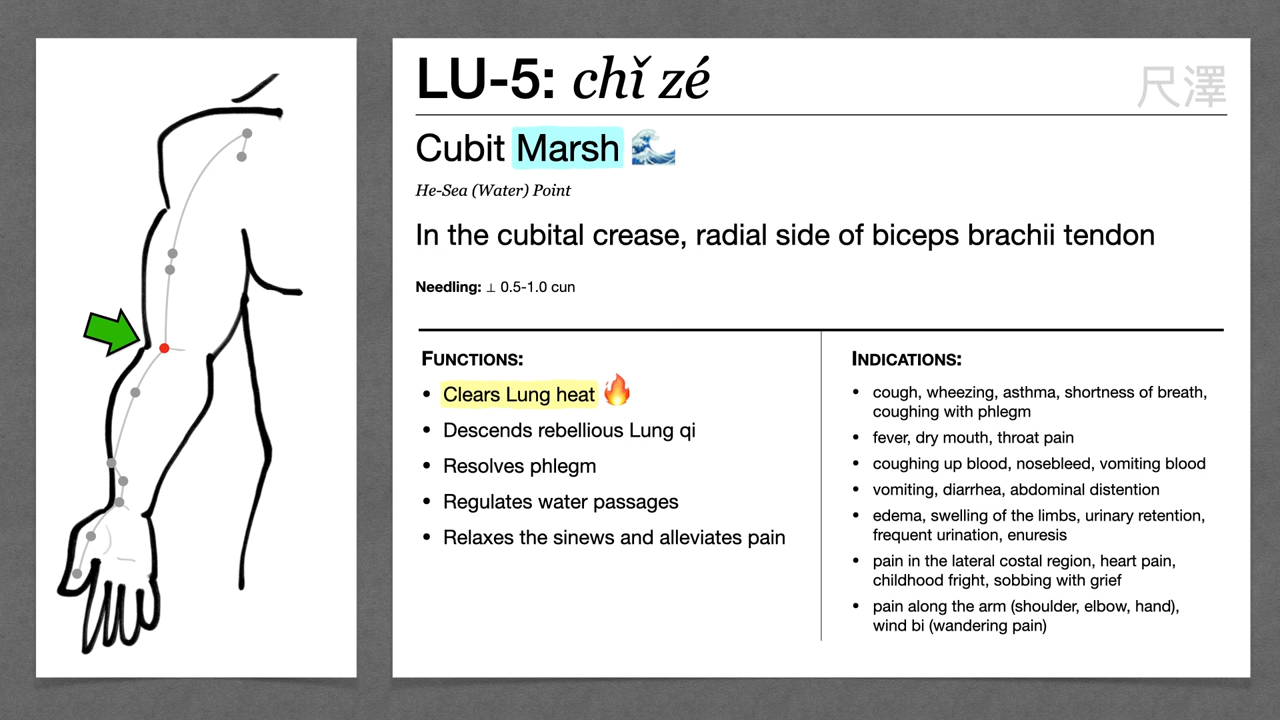 LU-5: chǐ zé
尺澤
Cubit Marsh 🌊
He-Sea (Water) Point
In the cubital crease, radial side of biceps brachii tendon
Needling: ⊥ 0.5-1.0 cun
FUNCTIONS:
• Clears Lung heat 🔥
• Descends rebellious Lung qi
• Resolves phlegm
• Regulates water passages
• Relaxes the sinews and alleviates pain
INDICATIONS:
• cough, wheezing, asthma, shortness of breath,
coughing with phlegm
• fever, dry mouth, throat pain
• coughing up blood, nosebleed, vomiting blood
• vomiting, diarrhea, abdominal distention
• edema, swelling of the limbs, urinary retention,
frequent urination, enuresis
• pain in the lateral costal region, heart pain,
childhood fright, sobbing with grief
• pain along the arm (shoulder, elbow, hand),
wind bi (wandering pain)